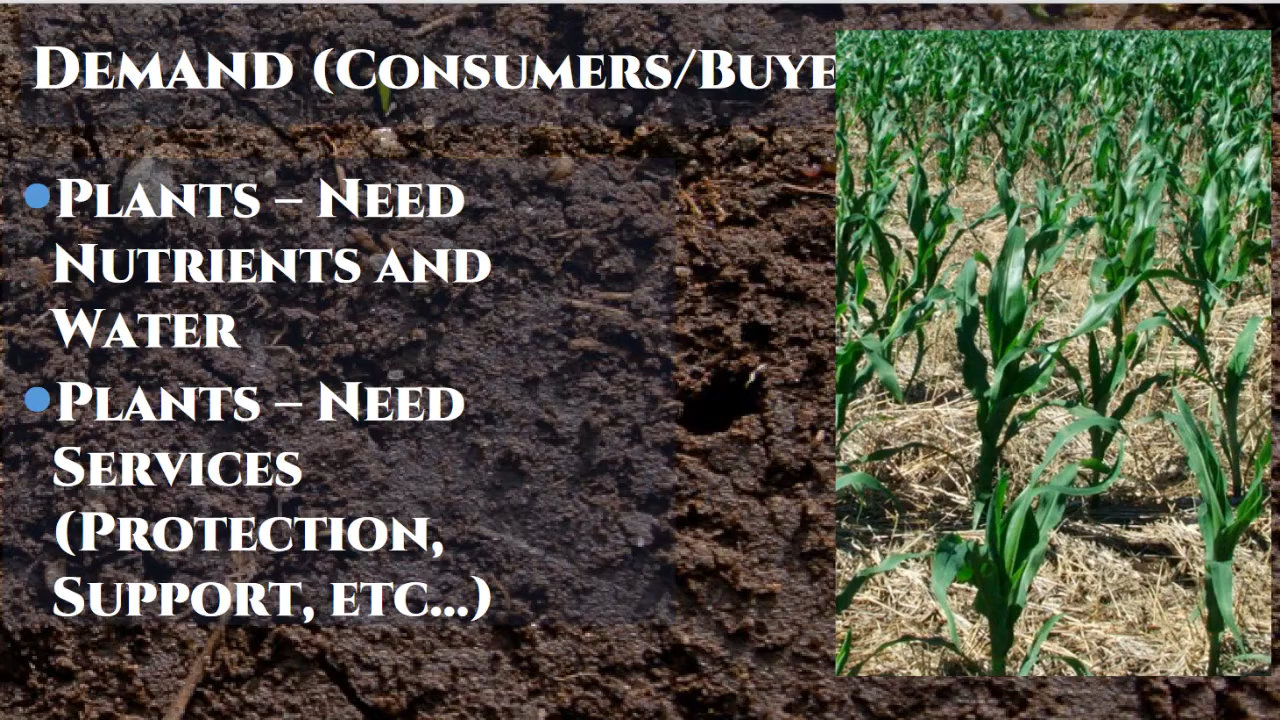 Demand (Consumers/Buye
•Plants – Need
Nutrients and
Water
•Plants – Need
Services
(Protection,
Support, etc...)